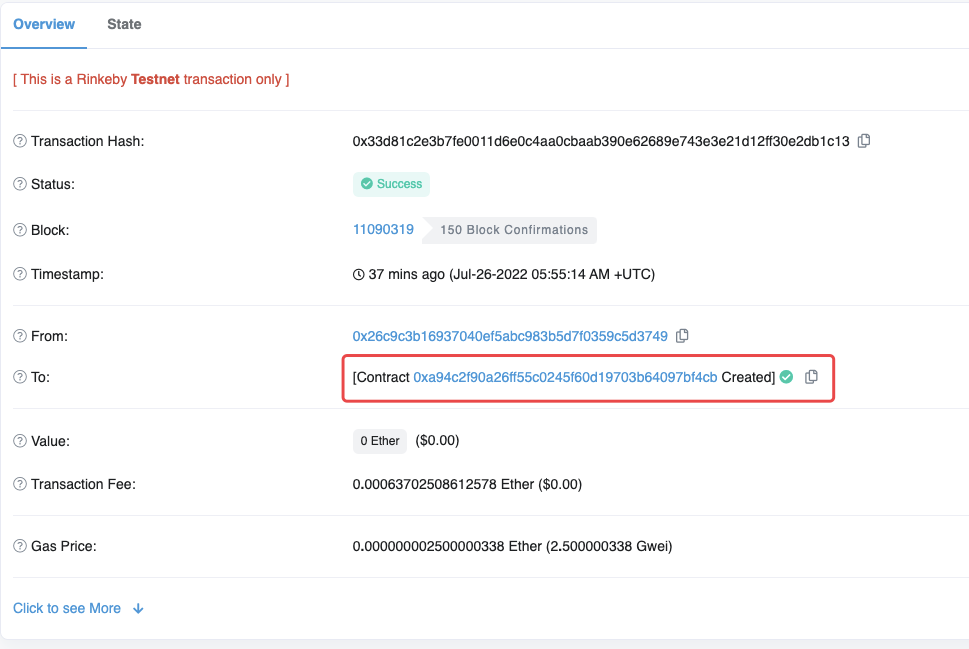 Overview State
[ This is a Rinkeby Testnet transaction only ]
Transaction Hash: 0x33d81c2e3b7fe0011d6e0c4aa0cbaab390e62689e743e3e21d12ff30e2db1c13
Status: Success
Block: 11090319 150 Block Confirmations
Timestamp: 37 mins ago (Jul-26-2022 05:55:14 AM +UTC)
From: 0x26c9c3b16937040ef5abc983b5d7f0359c5d3749
To: [Contract 0xa94c2f90a26ff55c0245f60d19703b64097bf4cb Created]
Value: 0 Ether ($0.00)
Transaction Fee: 0.00063702508612578 Ether ($0.00)
Gas Price: 0.000000002500000338 Ether (2.500000338 Gwei)
Click to see More